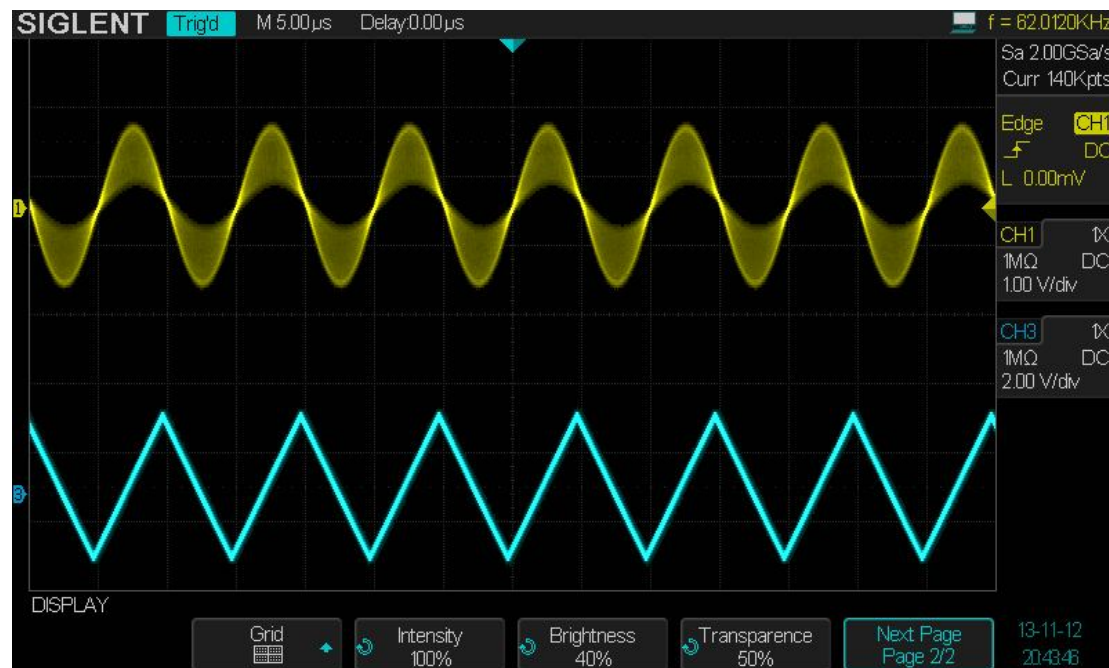 SIGLENT Trig'd M 5.00µs Delay:0.00µs f = 62.0120KHz
Sa 2.00GSa/s
Curr 140Kpts
Edge CH1
DC
L 0.00mV
1
CH1 1X
1MΩ DC
1.00 V/div
CH3 1X
1MΩ DC
2.00 V/div
3
DISPLAY
Grid
Intensity
100%
Brightness
40%
Transparence
50%
Next Page
Page 2/2
13-11-12
20:43:46